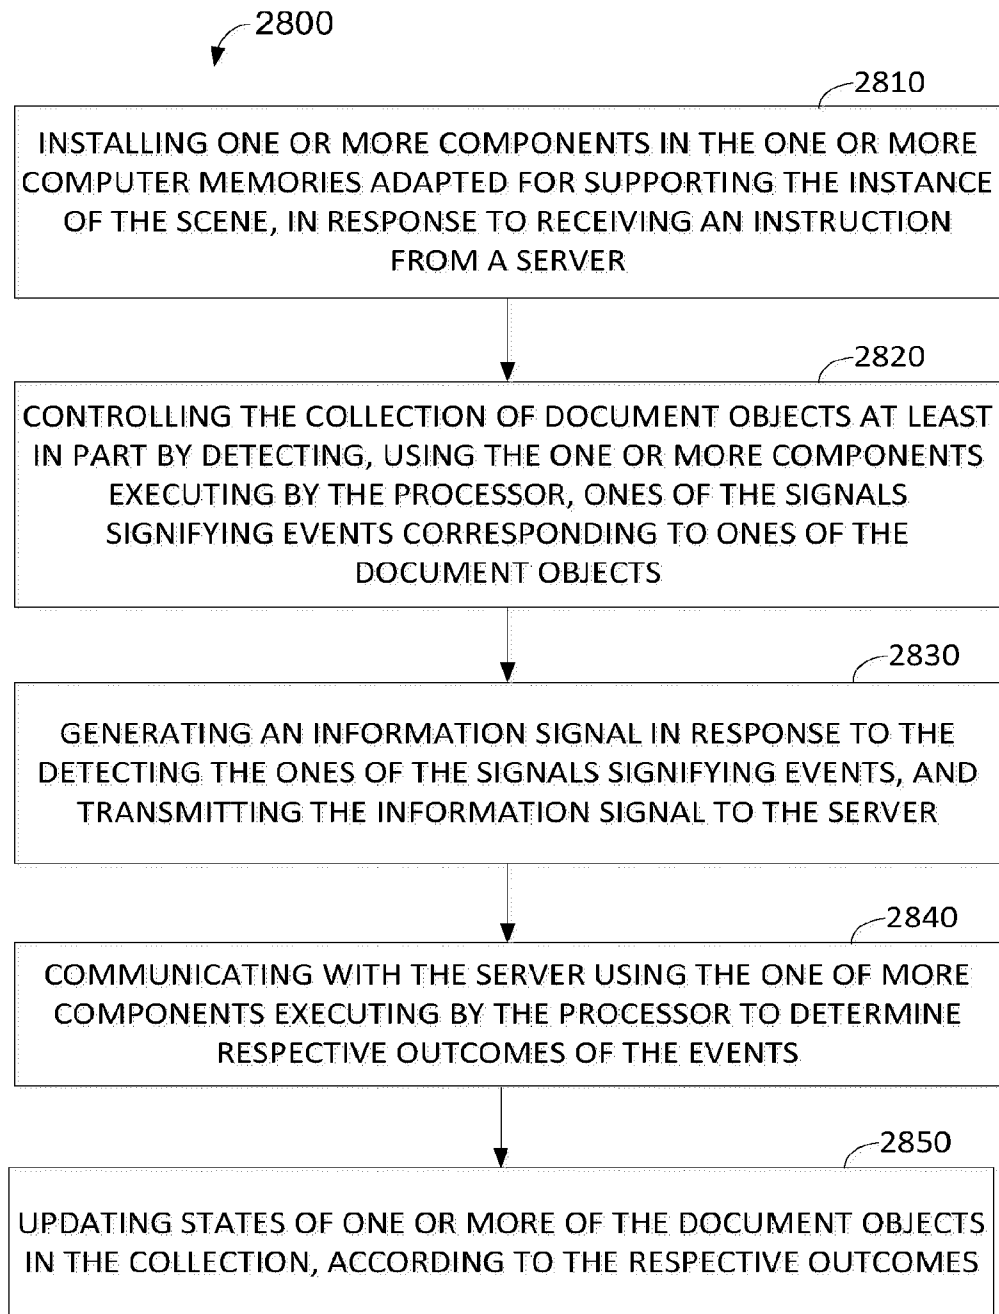 2800
2810
INSTALLING ONE OR MORE COMPONENTS IN THE ONE OR MORE
COMPUTER MEMORIES ADAPTED FOR SUPPORTING THE INSTANCE
OF THE SCENE, IN RESPONSE TO RECEIVING AN INSTRUCTION
FROM A SERVER
2820
CONTROLLING THE COLLECTION OF DOCUMENT OBJECTS AT LEAST
IN PART BY DETECTING, USING THE ONE OR MORE COMPONENTS
EXECUTING BY THE PROCESSOR, ONES OF THE SIGNALS
SIGNIFYING EVENTS CORRESPONDING TO ONES OF THE
DOCUMENT OBJECTS
2830
GENERATING AN INFORMATION SIGNAL IN RESPONSE TO THE
DETECTING THE ONES OF THE SIGNALS SIGNIFYING EVENTS, AND
TRANSMITTING THE INFORMATION SIGNAL TO THE SERVER
2840
COMMUNICATING WITH THE SERVER USING THE ONE OF MORE
COMPONENTS EXECUTING BY THE PROCESSOR TO DETERMINE
RESPECTIVE OUTCOMES OF THE EVENTS
2850
UPDATING STATES OF ONE OR MORE OF THE DOCUMENT OBJECTS
IN THE COLLECTION, ACCORDING TO THE RESPECTIVE OUTCOMES